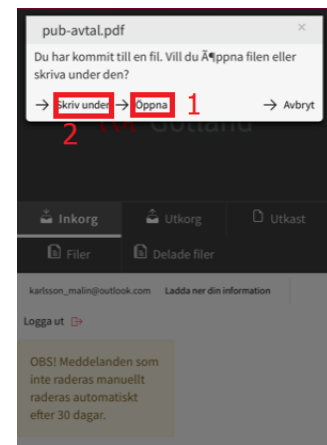 pub-avtal.pdf ×
Du har kommit till en fil. Vill du Ã¶ppna filen eller
skriva under den?
→ Skriv under → Öppna 1 → Avbryt
2
Gotland
Inkorg Utkorg Utkast
Filer Delade filer
karlsson_malin@outlook.com Ladda ner din information
Logga ut
OBS! Meddelanden som
inte raderas manuellt
raderas automatiskt
efter 30 dagar.